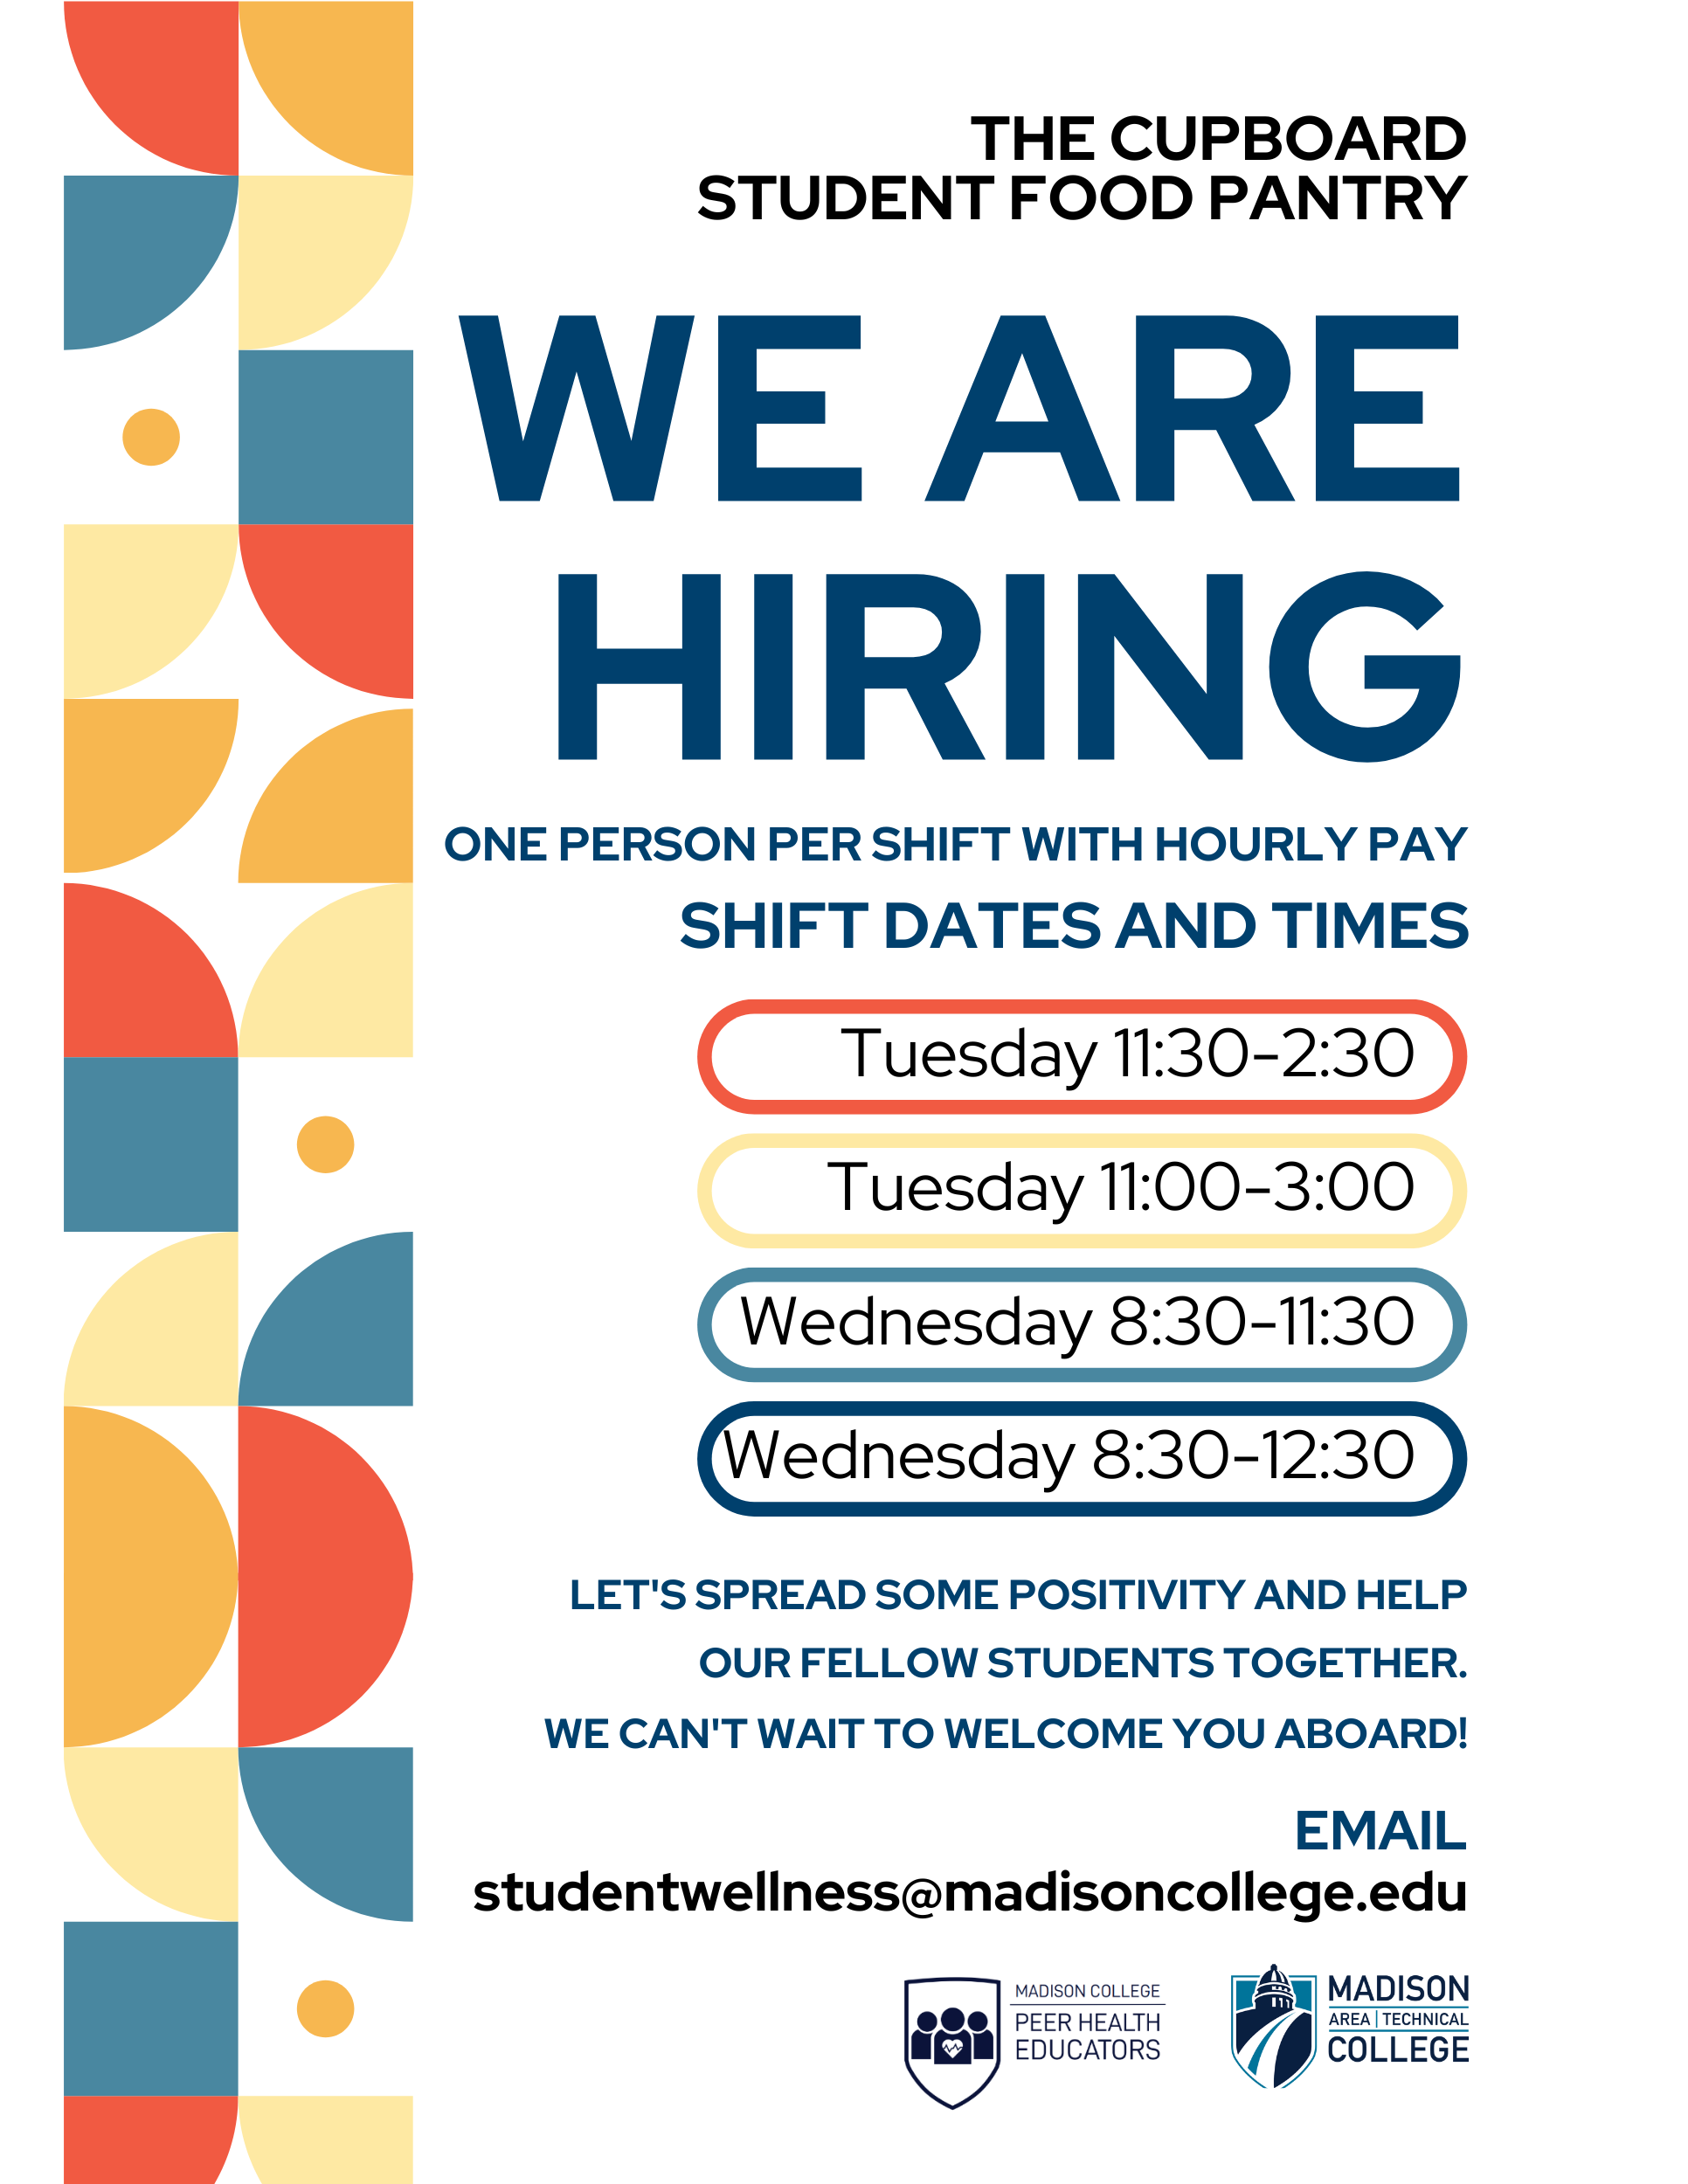 THE CUPBOARD
STUDENT FOOD PANTRY
WE ARE
HIRING
ONE PERSON PER SHIFT WITH HOURLY PAY
SHIFT DATES AND TIMES
Tuesday 11:30-2:30
Tuesday 11:00-3:00
Wednesday 8:30-11:30
Wednesday 8:30-12:30
LET'S SPREAD SOME POSITIVITY AND HELP
OUR FELLOW STUDENTS TOGETHER.
WE CAN'T WAIT TO WELCOME YOU ABOARD!
EMAIL
studentwellness@madisoncollege.edu
MADISON COLLEGE
PEER HEALTH
EDUCATORS
MADISON
AREA | TECHNICAL
COLLEGE